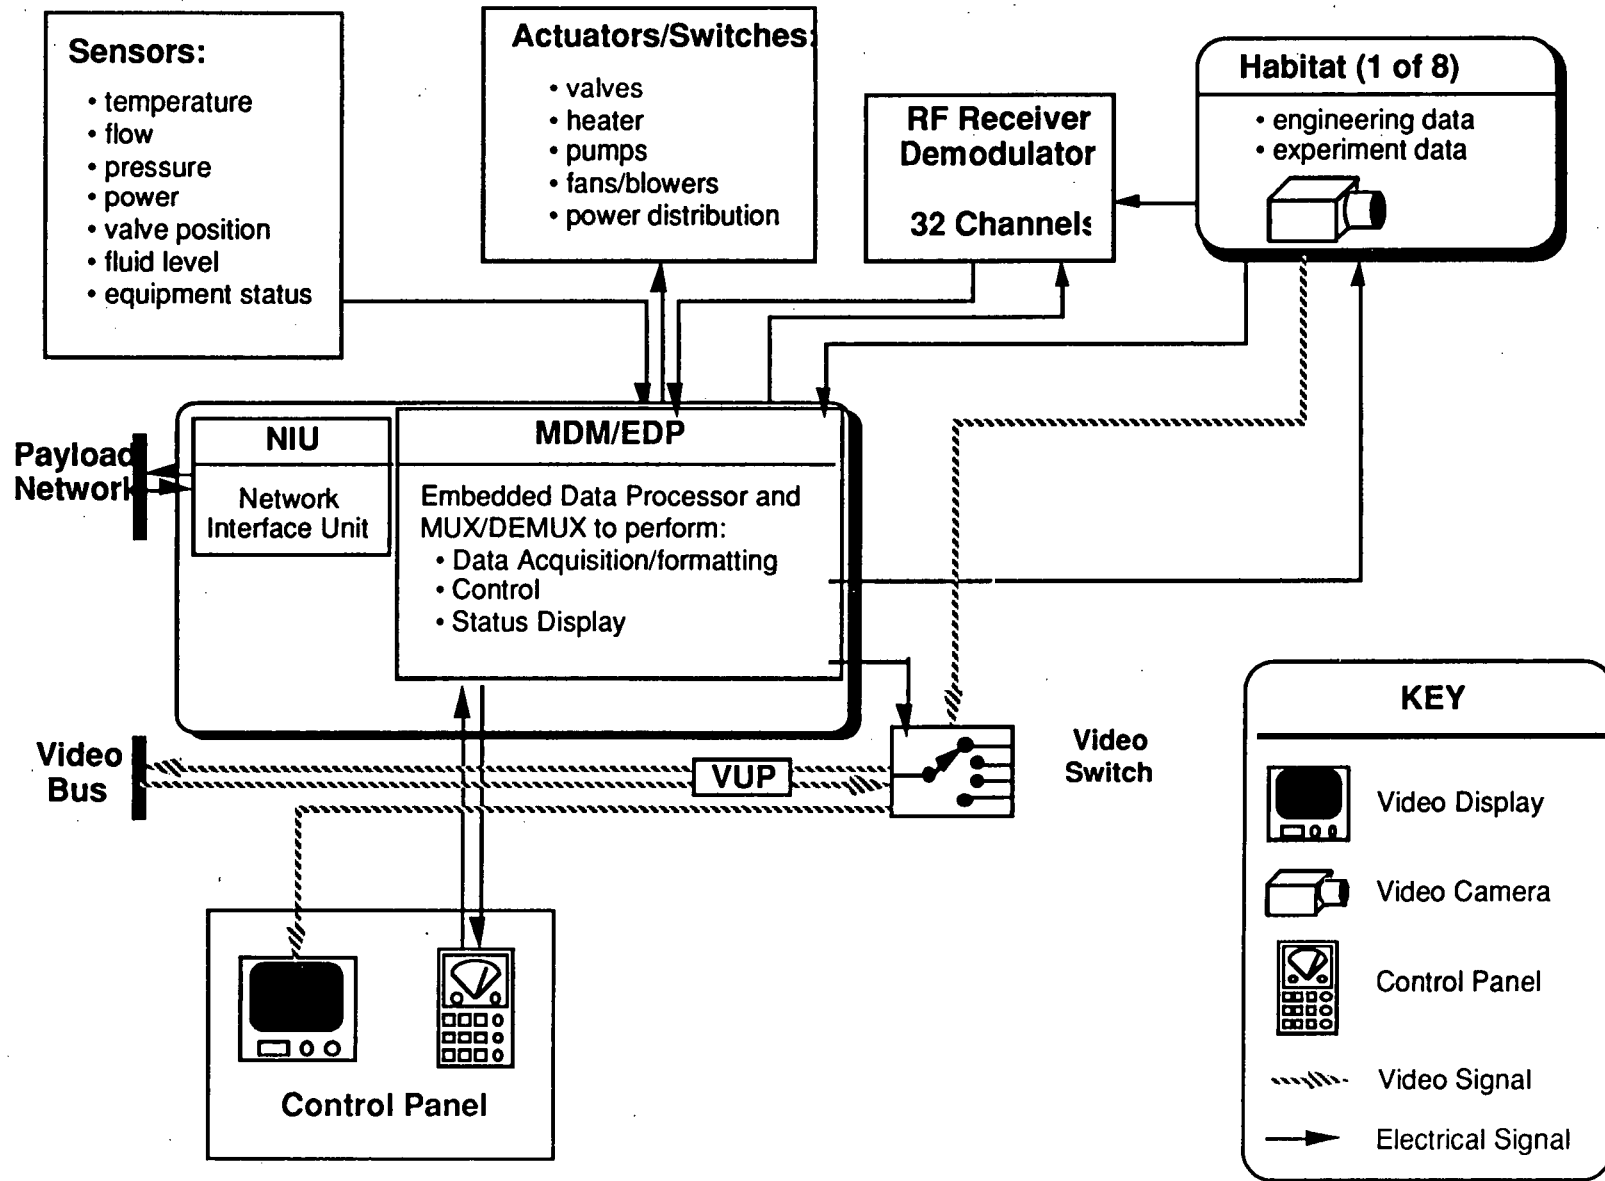 Sensors:
• temperature
• flow
• pressure
• power
• valve position
• fluid level
• equipment status
Actuators/Switches:
• valves
• heater
• pumps
• fans/blowers
• power distribution
RF Receiver
Demodulator
32 Channels
Habitat (1 of 8)
• engineering data
• experiment data
Payload
Network
NIU
Network
Interface Unit
MDM/EDP
Embedded Data Processor and
MUX/DEMUX to perform:
• Data Acquisition/formatting
• Control
• Status Display
Video
Bus
VUP
Video
Switch
Control Panel
KEY
Video Display
Video Camera
Control Panel
Video Signal
Electrical Signal